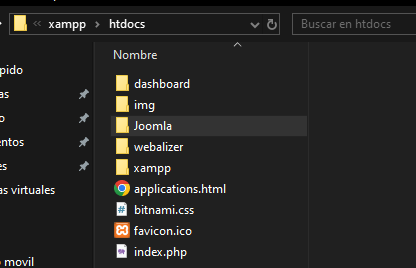 xampp > htdocs
Buscar en htdocs
Nombre
dashboard
img
Joomla
webalizer
xampp
applications.html
bitnami.css
favicon.ico
index.php
pido
as
o
entos
es
as virtuales
o movil